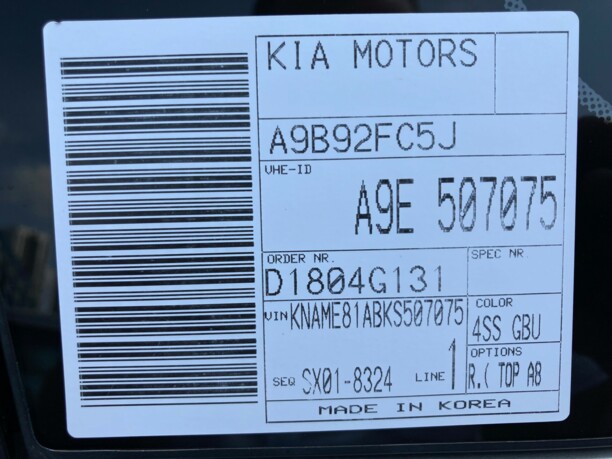 KIA MOTORS
A9B92FC5J
VHE-ID
A9E 507075
ORDER NR.
D1804G131
SPEC NR.
VIN KNAME81ABKS507075
COLOR
4SS GBU
SEQ SX01-8324 LINE 1
OPTIONS
R.( TOP A8
MADE IN KOREA